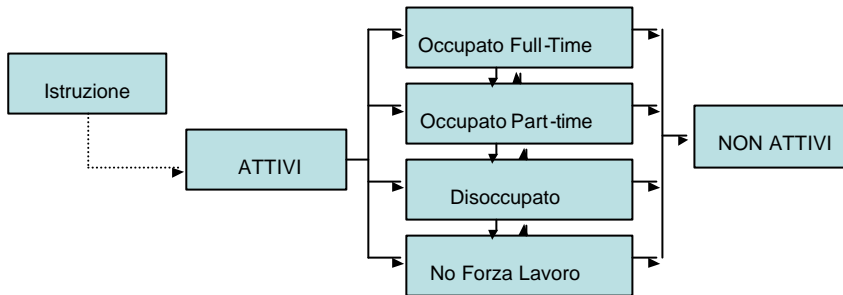 Istruzione
ATTIVI
Occupato Full-Time
Occupato Part-time
Disoccupato
No Forza Lavoro
NON ATTIVI